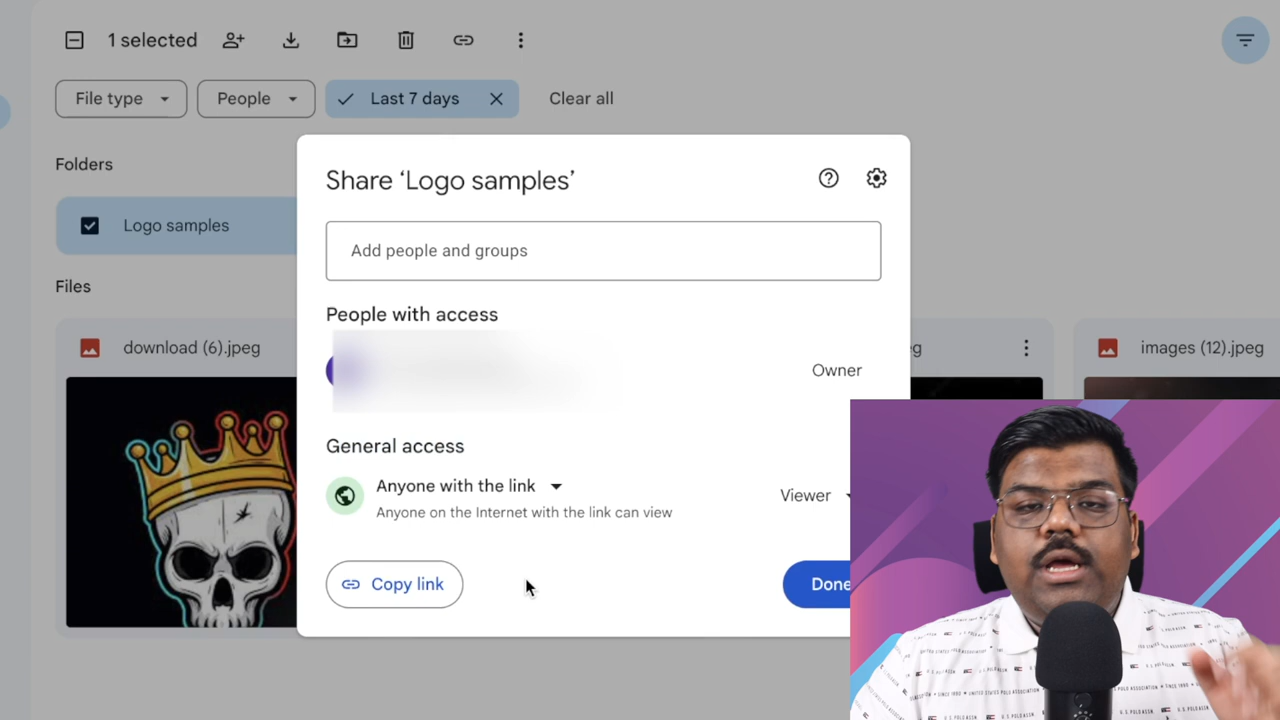 1 selected
File type
People
Last 7 days
Clear all
Folders
Share ‘Logo samples’
Logo samples
Add people and groups
Files
People with access
download (6).jpeg
eg
images (12).jpeg
Owner
General access
Anyone with the link
Anyone on the Internet with the link can view
Viewer
Copy link
Done